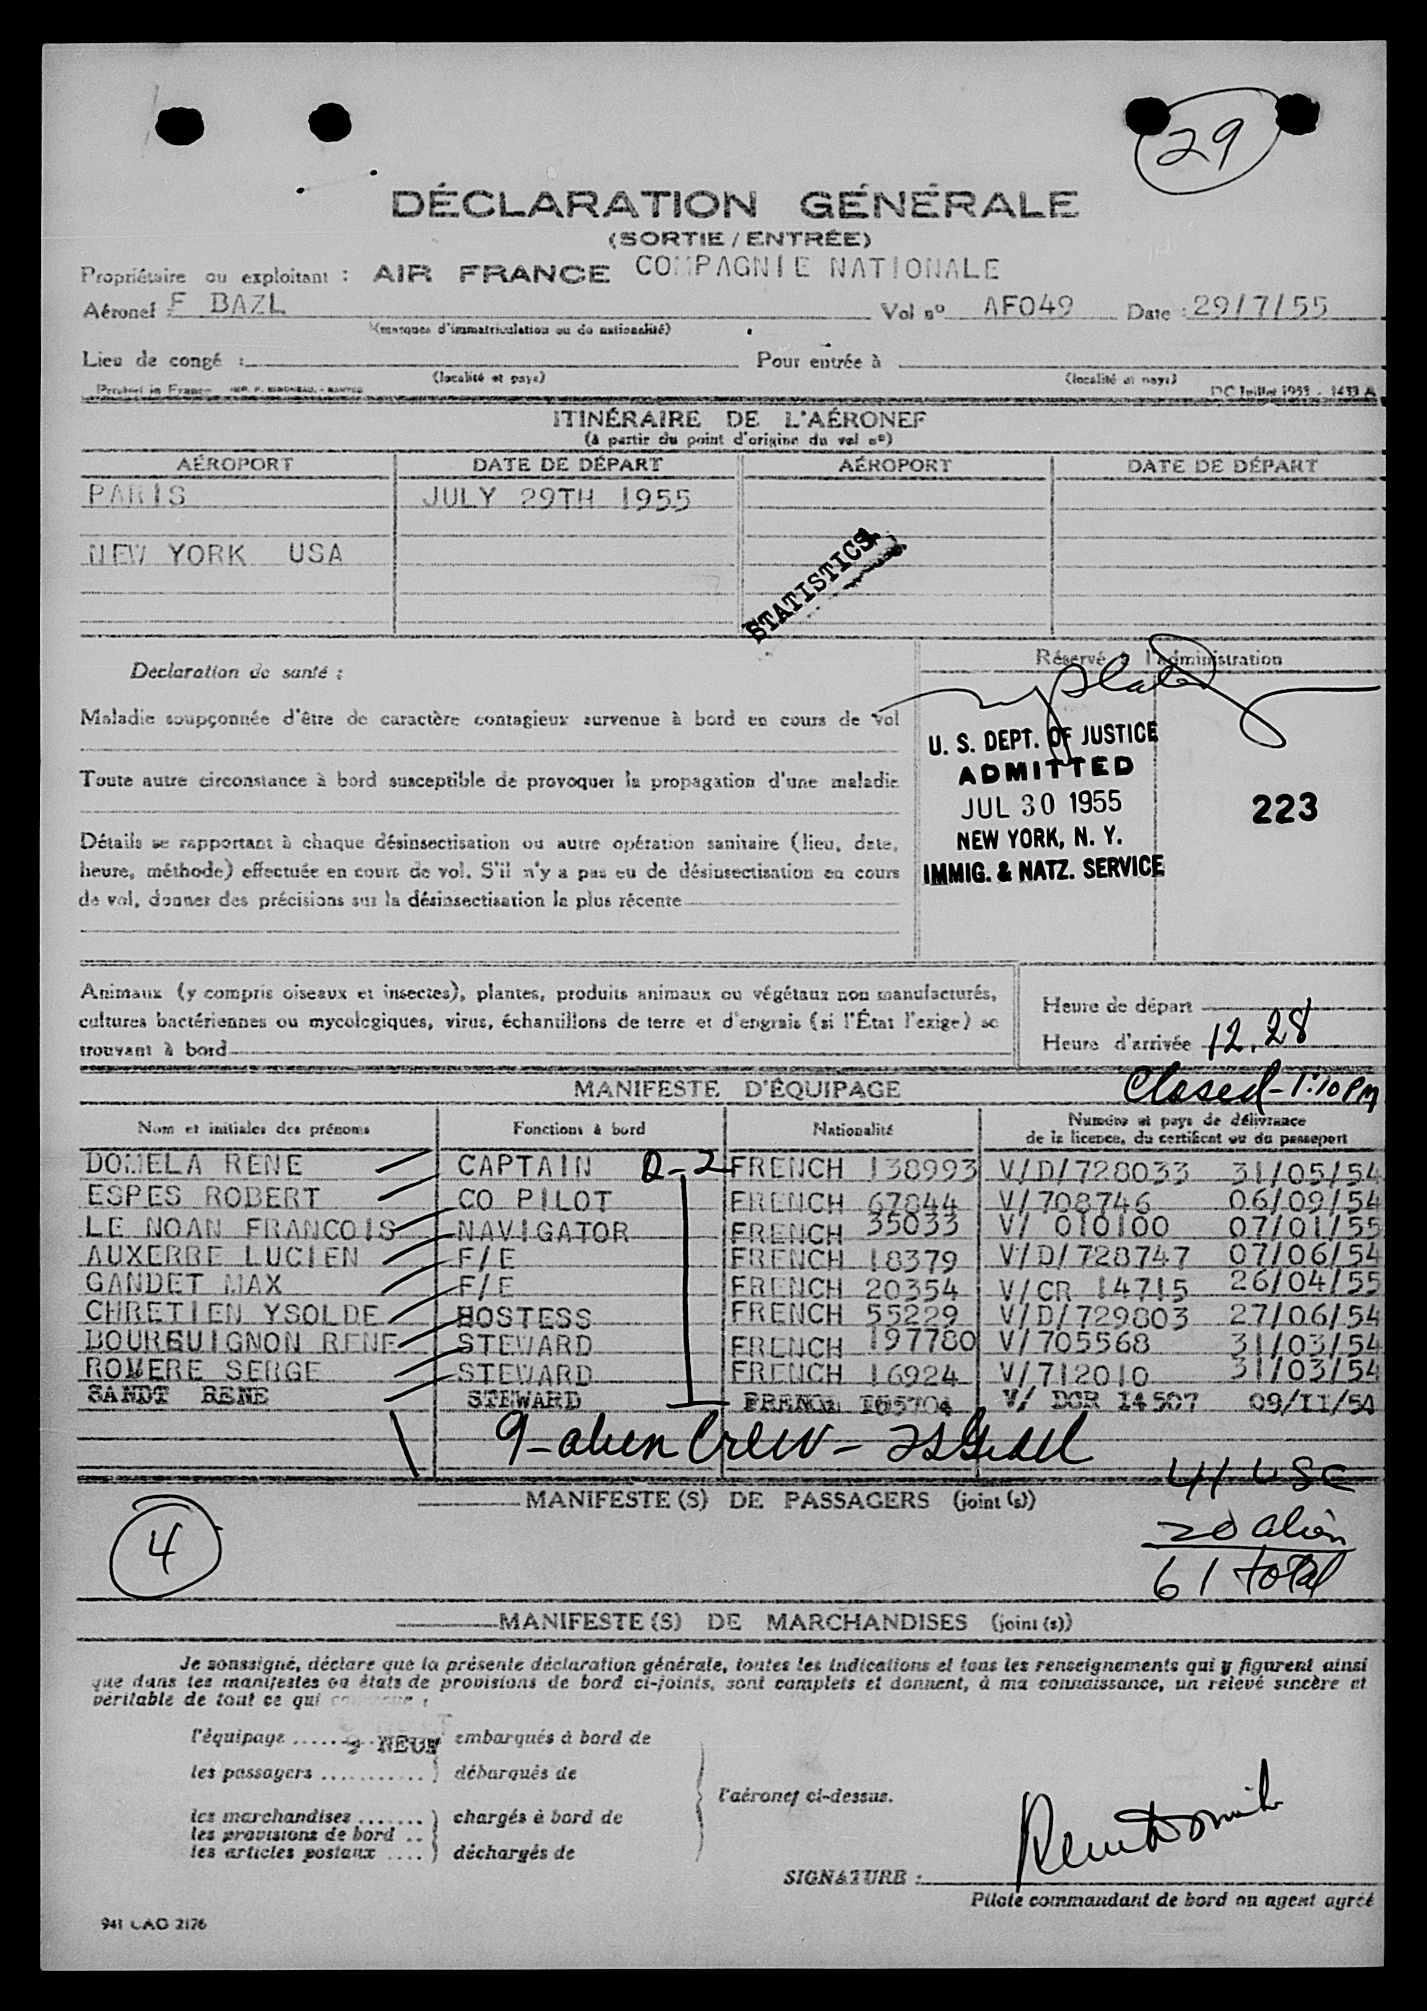 29
DÉCLARATION GÉNÉRALE
(SORTIE / ENTRÉE)
Propriétaire ou exploitant : AIR FRANCE COMPAGNIE NATIONALE
Aéronef F BAZL Vol nº AF049 Date : 29/7/55
(marques d'immatriculation ou de nationalité)
Lieu de congé : Pour entrée à
(localité et pays) (localité et pays)
Printed in France DC Juillet 1953 - 1433 A
ITINÉRAIRE DE L'AÉRONEF
(à partir du point d'origine du vol nº)
AÉROPORT DATE DE DÉPART AÉROPORT DATE DE DÉPART
PARIS JULY 29TH 1955
NEW YORK USA
STATISTICS
Déclaration de santé : Réservé à l'administration
Maladie soupçonnée d'être de caractère contagieux survenue à bord en cours de vol
U. S. DEPT. OF JUSTICE
Toute autre circonstance à bord susceptible de provoquer la propagation d'une maladie
ADMITTED
JUL 30 1955 223
NEW YORK, N. Y.
IMMIG. & NATZ. SERVICE
Détails se rapportant à chaque désinsectisation ou autre opération sanitaire (lieu, date,
heure, méthode) effectuée en cours de vol. S'il n'y a pas eu de désinsectisation en cours
de vol, donner des précisions sur la désinsectisation la plus récente
Animaux (y compris oiseaux et insectes), plantes, produits animaux ou végétaux non manufacturés,
cultures bactériennes ou mycologiques, virus, échantillons de terre et d'engrais (si l'État l'exige) se
trouvant à bord
Heure de départ
Heure d'arrivée 12.28
Closed - 1:10 PM
MANIFESTE D'ÉQUIPAGE
Nom et initiales des prénoms Fonctions à bord Nationalité Numéro et pays de délivrance
de la licence, du certificat ou du passeport
DOMELA RENE CAPTAIN D-2 FRENCH 138993 V/D/728033 31/05/54
ESPES ROBERT CO PILOT FRENCH 67844 V/708746 06/09/54
LE NOAN FRANCOIS NAVIGATOR FRENCH 35033 V/ 010100 07/01/55
AUXERRE LUCIEN F/E FRENCH 18379 V/D/728747 07/06/54
GANDET MAX F/E FRENCH 20354 V/CR 14715 26/04/55
CHRETIEN YSOLDE HOSTESS FRENCH 55229 V/D/729803 27/06/54
BOURGUIGNON RENE STEWARD FRENCH 197780 V/705568 31/03/54
ROMERE SERGE STEWARD FRENCH 16924 V/712010 31/03/54
SANDT RENE STEWARD FRENCH 165704 V/ DCR 14507 09/11/54
9-alien Crew -
MANIFESTE (S) DE PASSAGERS (joint (s))
41 USC
20 alien
61 total
4
MANIFESTE (S) DE MARCHANDISES (joint (s))
Je soussigné, déclare que la présente déclaration générale, toutes les indications et tous les renseignements qui y figurent ainsi
que dans les manifestes ou états de provisions de bord ci-joints, sont complets et donnent, à ma connaissance, un relevé sincère et
véritable de tout ce qui concerne :
l'équipage 9 NEUF embarqués à bord de
les passagers débarqués de
l'aéronef ci-dessus.
les marchandises chargés à bord de
les provisions de bord
les articles postaux déchargés de
SIGNATURE :
Pilote commandant de bord ou agent agréé
941 CAO 2176